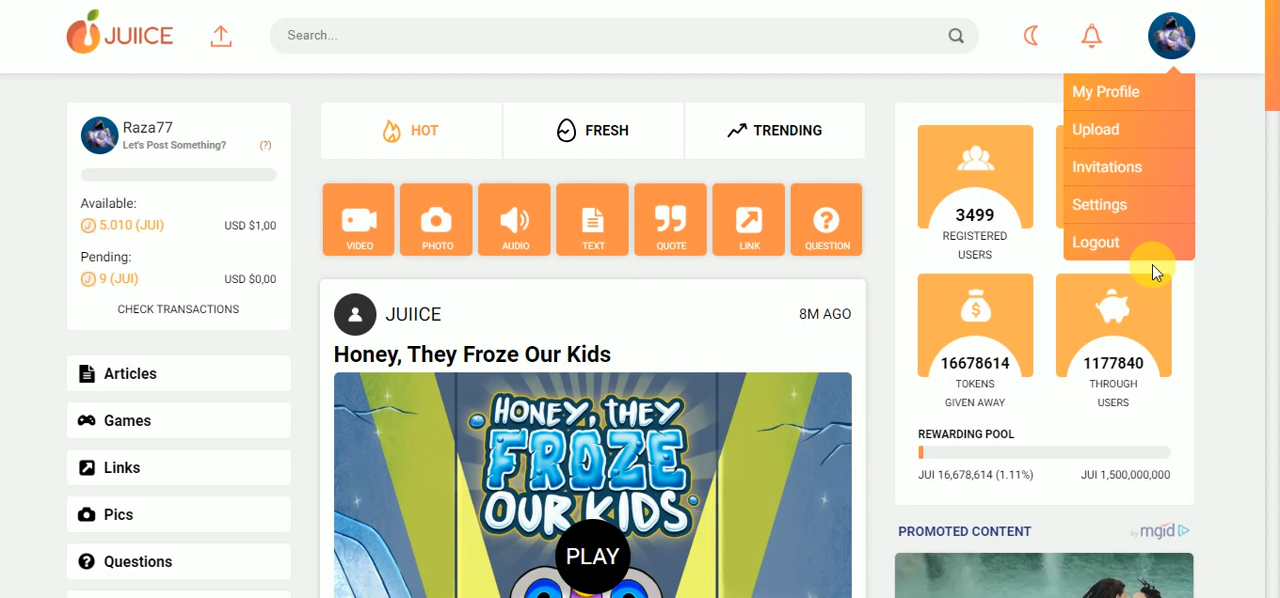 JUIICE
Search...
My Profile
Upload
Invitations
Settings
Logout
Raza77
Let's Post Something?
(?)
Available:
5.010 (JUI)
USD $1,00
Pending:
9 (JUI)
USD $0,00
CHECK TRANSACTIONS
Articles
Games
Links
Pics
Questions
HOT
FRESH
TRENDING
VIDEO
PHOTO
AUDIO
TEXT
QUOTE
LINK
QUESTION
JUIICE
8M AGO
Honey, They Froze Our Kids
HONEY, THEY
FROZE
OUR KIDS
PLAY
3499
REGISTERED
USERS
16678614
TOKENS
GIVEN AWAY
1177840
THROUGH
USERS
REWARDING POOL
JUI 16,678,614 (1.11%)
JUI 1,500,000,000
PROMOTED CONTENT
by mgid